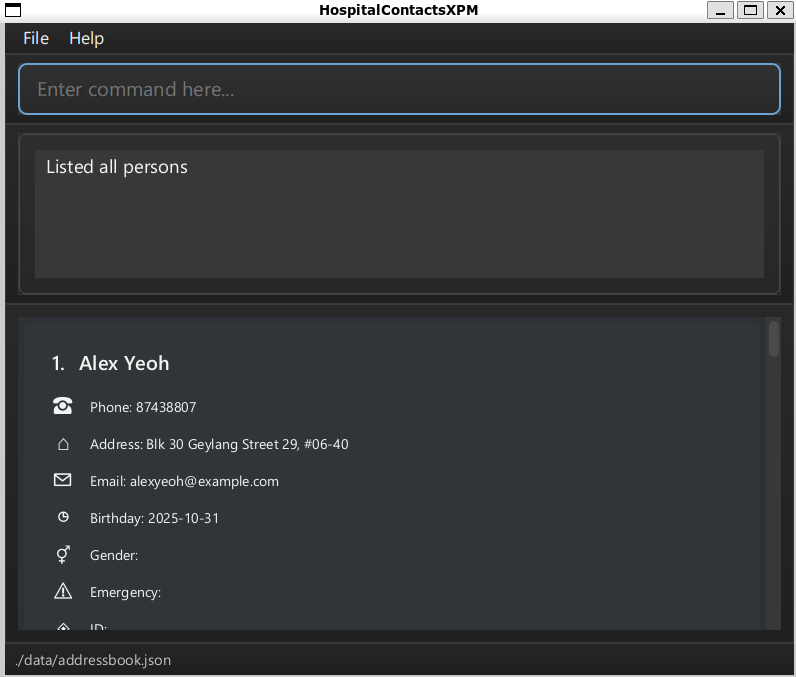 HospitalContactsXPM
File Help
Enter command here...
Listed all persons
1. Alex Yeoh
Phone: 87438807
Address: Blk 30 Geylang Street 29, #06-40
Email: alexyeoh@example.com
Birthday: 2025-10-31
Gender:
Emergency:
ID:
./data/addressbook.json